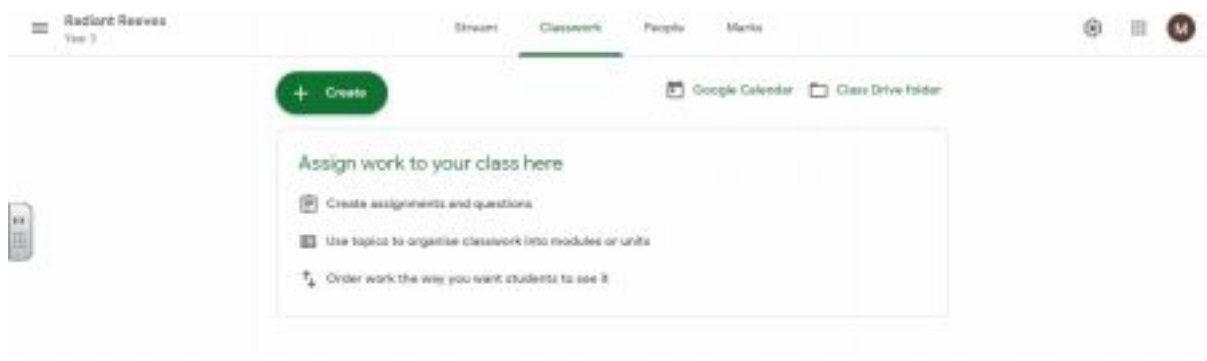 Radiant Reeves
Year 3
Stream Classwork People Marks
M
+ Create
Google Calendar Class Drive folder
Assign work to your class here
Create assignments and questions
Use topics to organise classwork into modules or units
Order work the way you want students to see it